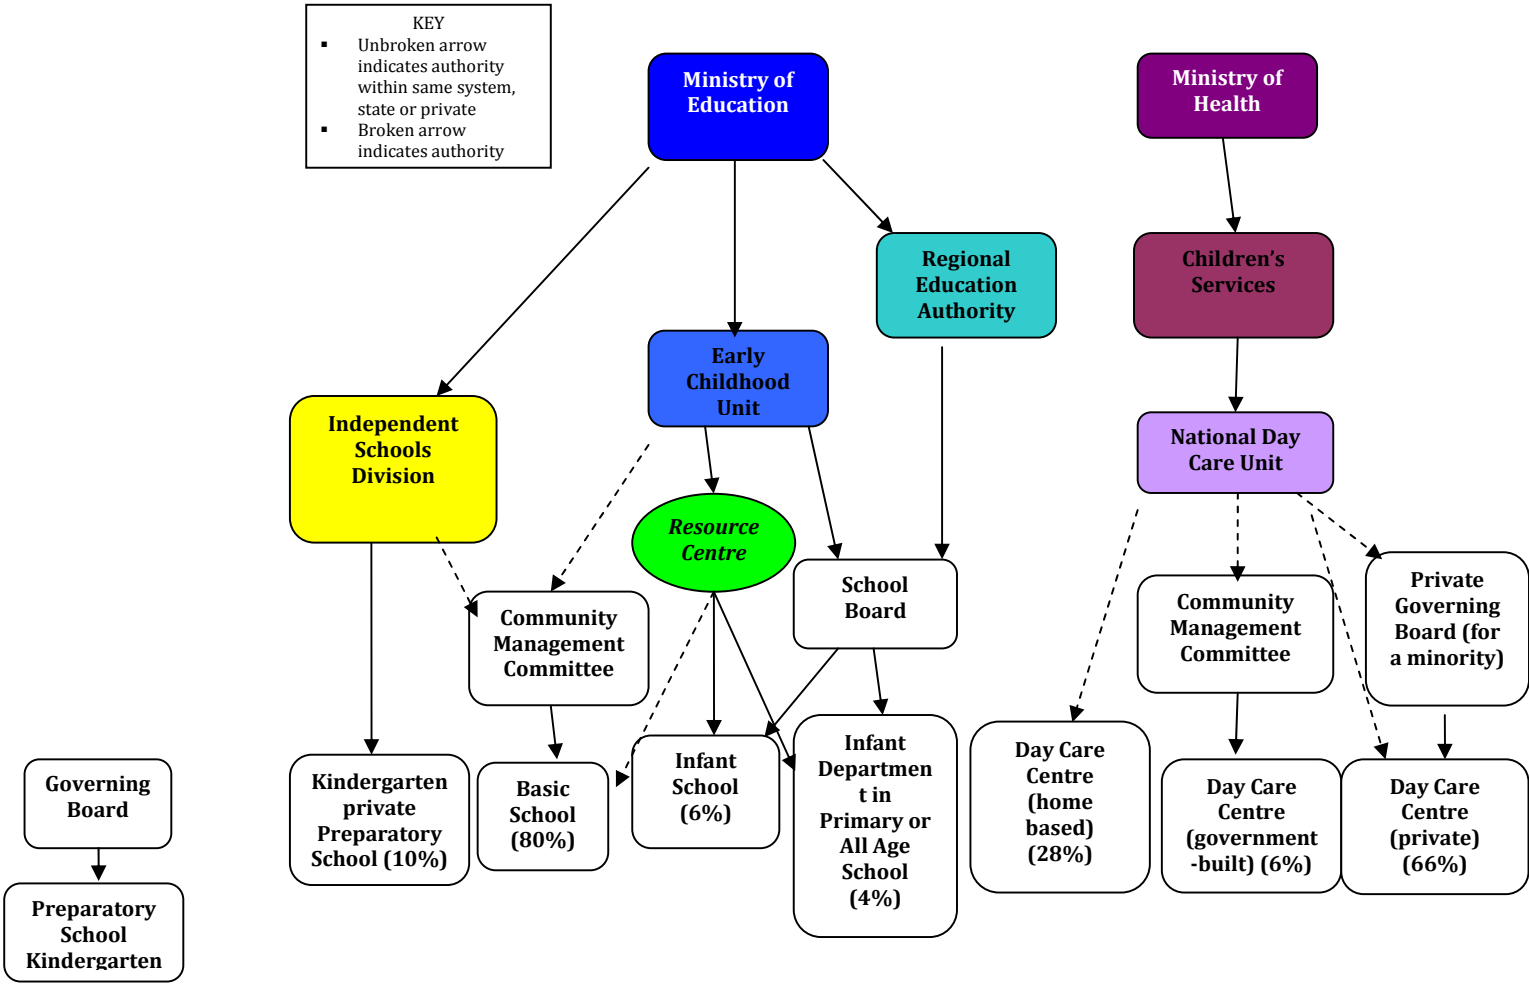 KEY
▪ Unbroken arrow
indicates authority
within same system,
state or private
▪ Broken arrow
indicates authority
Ministry of
Education
Ministry of
Health
Regional
Education
Authority
Children's
Services
Early
Childhood
Unit
Independent
Schools
Division
National Day
Care Unit
Resource
Centre
School
Board
Community
Management
Committee
Community
Management
Committee
Private
Governing
Board (for
a minority)
Governing
Board
Kindergarten
private
Preparatory
School (10%)
Basic
School
(80%)
Infant
School
(6%)
Infant
Departmen
t in
Primary or
All Age
School
(4%)
Day Care
Centre
(home
based)
(28%)
Day Care
Centre
(government
-built) (6%)
Day Care
Centre
(private)
(66%)
Preparatory
School
Kindergarten